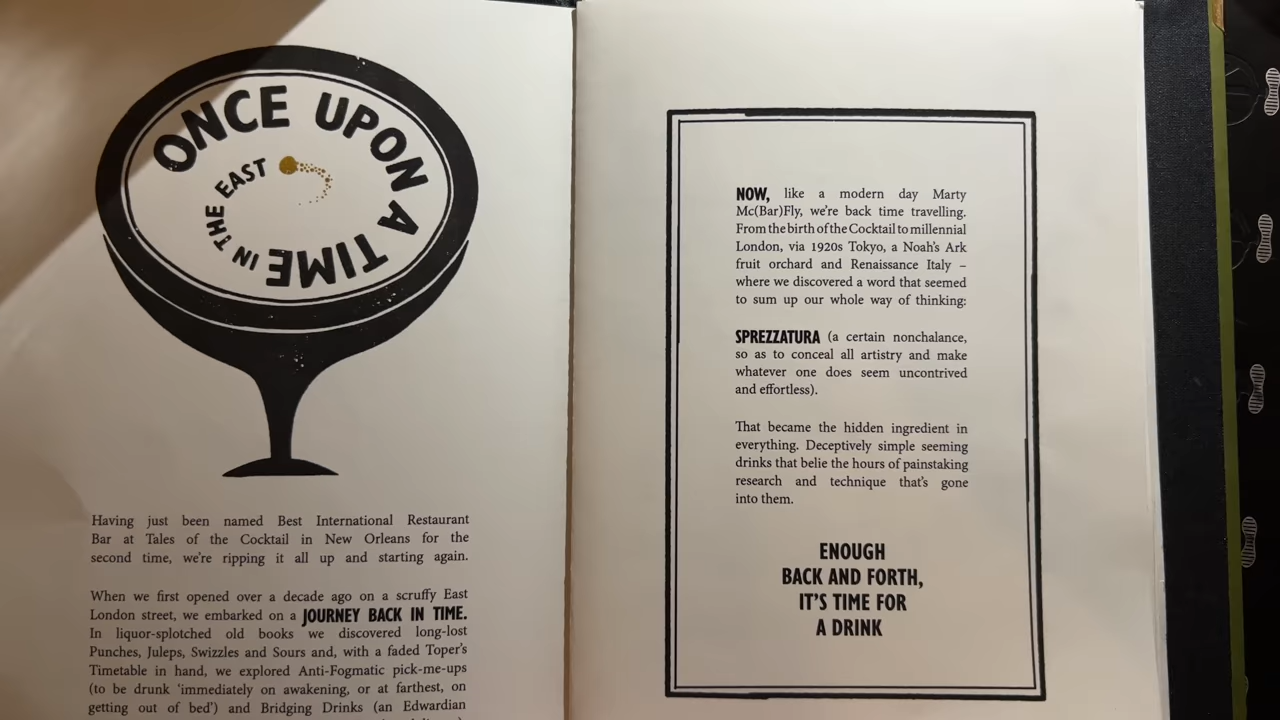 ONCE UPON A TIME
IN THE EAST
Having just been named Best International Restaurant
Bar at Tales of the Cocktail in New Orleans for the
second time, we're ripping it all up and starting again.
When we first opened over a decade ago on a scruffy East
London street, we embarked on a JOURNEY BACK IN TIME.
In liquor-splotched old books we discovered long-lost
Punches, Juleps, Swizzles and Sours and, with a faded Toper's
Timetable in hand, we explored Anti-Fogmatic pick-me-ups
(to be drunk 'immediately on awakening, or at farthest, on
getting out of bed') and Bridging Drinks (an Edwardian
NOW, like a modern day Marty
Mc(Bar)Fly, we're back time travelling.
From the birth of the Cocktail to millennial
London, via 1920s Tokyo, a Noah's Ark
fruit orchard and Renaissance Italy –
where we discovered a word that seemed
to sum up our whole way of thinking:
SPREZZATURA (a certain nonchalance,
so as to conceal all artistry and make
whatever one does seem uncontrived
and effortless).
That became the hidden ingredient in
everything. Deceptively simple seeming
drinks that belie the hours of painstaking
research and technique that's gone
into them.
ENOUGH
BACK AND FORTH,
IT'S TIME FOR
A DRINK